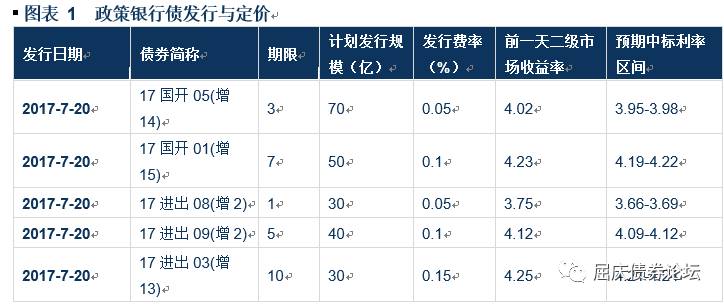 图表 1 政策银行债发行与定价
发行日期 债券简称 期限 计划发行规 发行费率 前一天二级市 预期中标利率
模（亿） （%） 场收益率 区间
2017-7-20 17 国开 05(增 3 70 0.05 4.02 3.95-3.98
14)
2017-7-20 17 国开 01(增 7 50 0.1 4.23 4.19-4.22
15)
2017-7-20 17 进出 08(增 2) 1 30 0.05 3.75 3.66-3.69
2017-7-20 17 进出 09(增 2) 5 40 0.1 4.12 4.09-4.12
2017-7-20 17 进出 03(增 10 30 0.15 4.25
13)
屈庆债券论坛